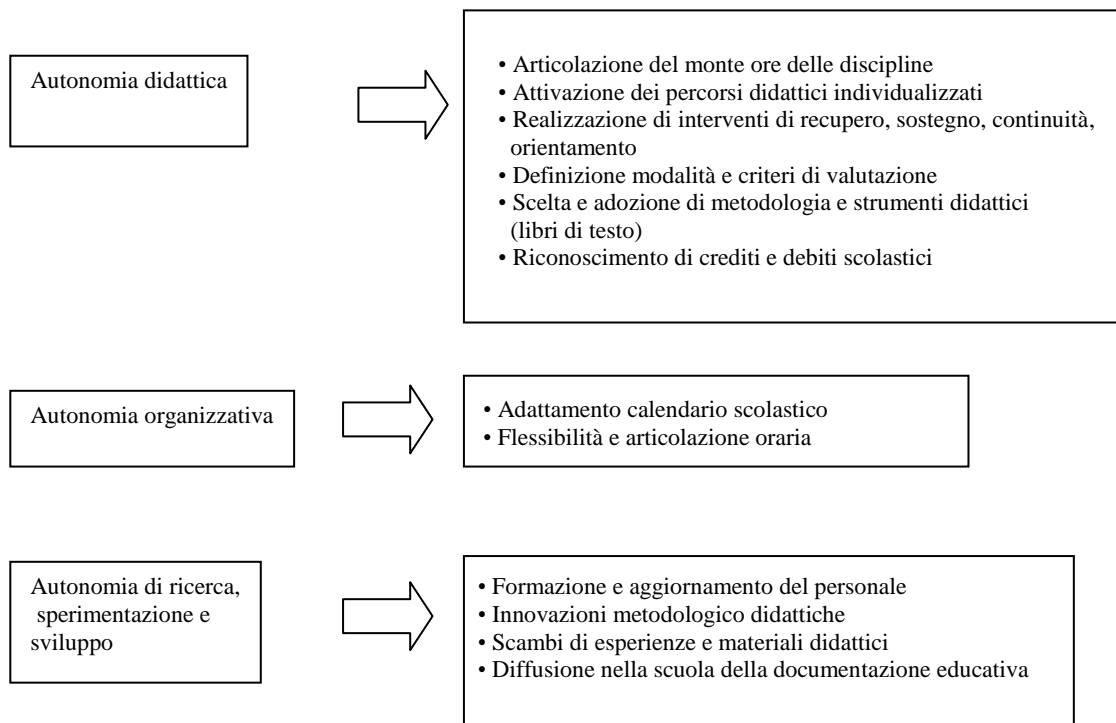 Autonomia didattica
• Articolazione del monte ore delle discipline
• Attivazione dei percorsi didattici individualizzati
• Realizzazione di interventi di recupero, sostegno, continuità,
orientamento
• Definizione modalità e criteri di valutazione
• Scelta e adozione di metodologia e strumenti didattici
(libri di testo)
• Riconoscimento di crediti e debiti scolastici
Autonomia organizzativa
• Adattamento calendario scolastico
• Flessibilità e articolazione oraria
Autonomia di ricerca,
sperimentazione e
sviluppo
• Formazione e aggiornamento del personale
• Innovazioni metodologico didattiche
• Scambi di esperienze e materiali didattici
• Diffusione nella scuola della documentazione educativa